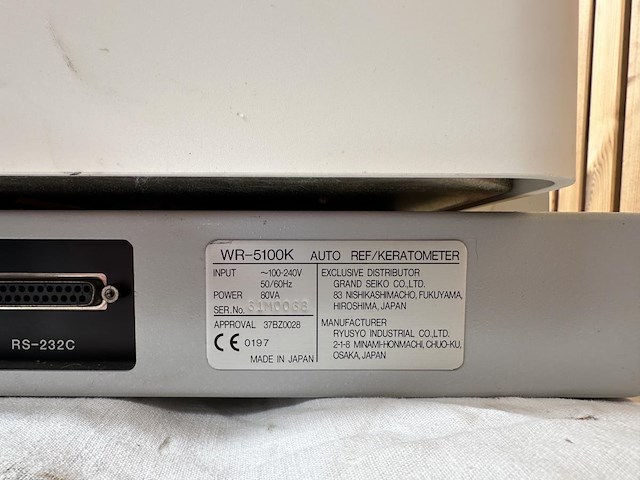 WR-5100K AUTO REF/KERATOMETER
INPUT ~100-240V
50/60Hz
POWER 80VA
SER.No.
APPROVAL 37BZ0028
CE 0197
MADE IN JAPAN
EXCLUSIVE DISTRIBUTOR
GRAND SEIKO CO.,LTD.
83 NISHIKASHIMACHO, FUKUYAMA,
HIROSHIMA, JAPAN
MANUFACTURER
RYUSYO INDUSTRIAL CO.,LTD.
2-1-8 MINAMI-HONMACHI, CHUO-KU,
OSAKA, JAPAN
RS-232C